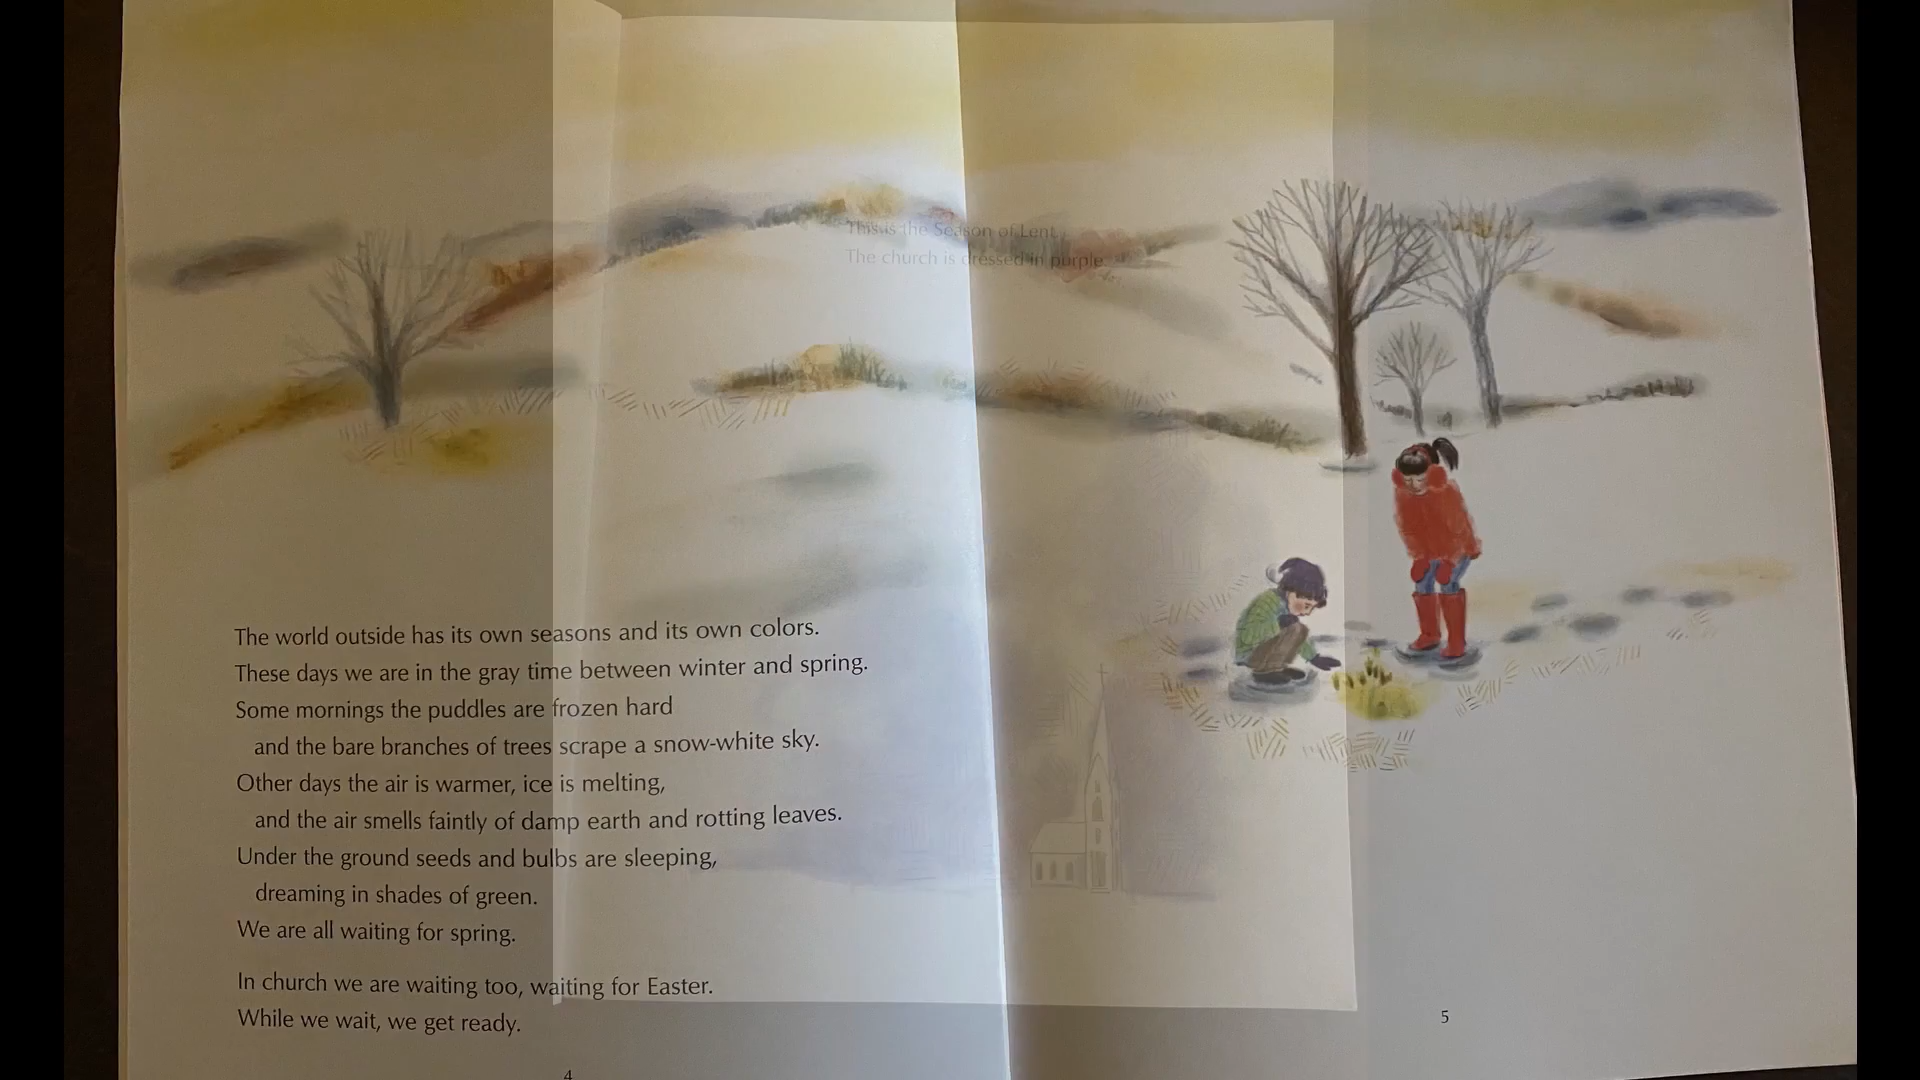 This is the Season of Lent.
The church is dressed in purple.
The world outside has its own seasons and its own colors.
These days we are in the gray time between winter and spring.
Some mornings the puddles are frozen hard
and the bare branches of trees scrape a snow-white sky.
Other days the air is warmer, ice is melting,
and the air smells faintly of damp earth and rotting leaves.
Under the ground seeds and bulbs are sleeping,
dreaming in shades of green.
We are all waiting for spring.
In church we are waiting too, waiting for Easter.
While we wait, we get ready.
4
5